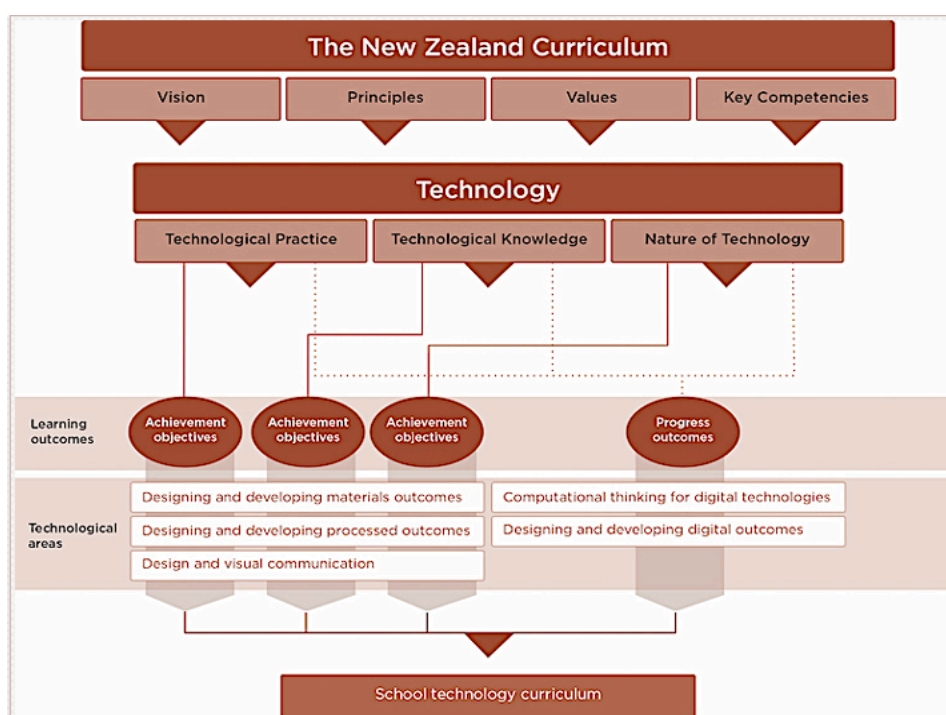 The New Zealand Curriculum
Vision
Principles
Values
Key Competencies
Technology
Technological Practice
Technological Knowledge
Nature of Technology
Learning
outcomes
Achievement
objectives
Achievement
objectives
Achievement
objectives
Progress
outcomes
Technological
areas
Designing and developing materials outcomes
Designing and developing processed outcomes
Design and visual communication
Computational thinking for digital technologies
Designing and developing digital outcomes
School technology curriculum